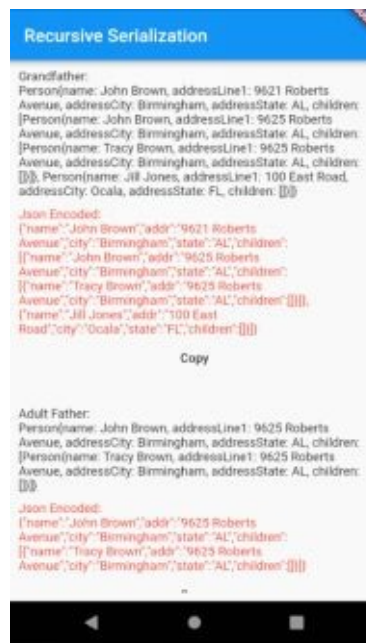 Recursive Serialization
Grandfather:
Person{name: John Brown, addressLine1: 9621 Roberts
Avenue, addressCity: Birmingham, addressState: AL, children:
[Person{name: John Brown, addressLine1: 9625 Roberts
Avenue, addressCity: Birmingham, addressState: AL, children:
[Person{name: Tracy Brown, addressLine1: 9625 Roberts
Avenue, addressCity: Birmingham, addressState: AL, children:
[]}]}, Person{name: Jill Jones, addressLine1: 100 East Road,
addressCity: Ocala, addressState: FL, children: []}]}
Json Encoded:
{"name":"John Brown","addr":"9621 Roberts
Avenue","city":"Birmingham","state":"AL","children":
[{"name":"John Brown","addr":"9625 Roberts
Avenue","city":"Birmingham","state":"AL","children":
[{"name":"Tracy Brown","addr":"9625 Roberts
Avenue","city":"Birmingham","state":"AL","children":[]}]},
{"name":"Jill Jones","addr":"100 East
Road","city":"Ocala","state":"FL","children":[]}]}
Copy
Adult Father:
Person{name: John Brown, addressLine1: 9625 Roberts
Avenue, addressCity: Birmingham, addressState: AL, children:
[Person{name: Tracy Brown, addressLine1: 9625 Roberts
Avenue, addressCity: Birmingham, addressState: AL, children:
[]}]}
Json Encoded:
{"name":"John Brown","addr":"9625 Roberts
Avenue","city":"Birmingham","state":"AL","children":
[{"name":"Tracy Brown","addr":"9625 Roberts
Avenue","city":"Birmingham","state":"AL","children":[]}]}